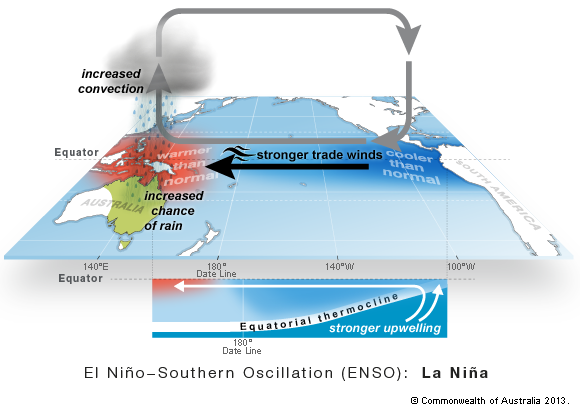 increased
convection
Equator
warmer
than
normal
stronger trade winds
cooler
than
normal
SOUTH AMERICA
AUSTRALIA
increased
chance
of rain
140°E
180°
Date Line
140°W
100°W
Equator
Equatorial thermocline
stronger upwelling
180°
Date Line
El Niño–Southern Oscillation (ENSO): La Niña
© Commonwealth of Australia 2013.